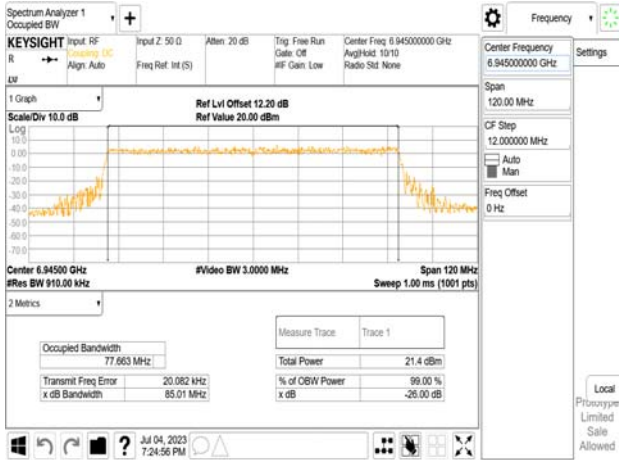 Spectrum Analyzer 1
Occupied BW
+
Frequency
KEYSIGHT
R
LXI
Input: RF
Coupling: DC
Align: Auto
Input Z: 50 Ω
Freq Ref: Int (S)
Atten: 20 dB
Trig: Free Run
Gate: Off
#IF Gain: Low
Center Freq: 6.945000000 GHz
Avg|Hold: 10/10
Radio Std: None
Center Frequency
6.945000000 GHz
Settings
Span
120.00 MHz
CF Step
12.000000 MHz
Auto
Man
Freq Offset
0 Hz
1 Graph
Scale/Div 10.0 dB
Ref Lvl Offset 12.20 dB
Ref Value 20.00 dBm
Log
10.0
0.00
-10.0
-20.0
-30.0
-40.0
-50.0
-60.0
-70.0
Center 6.94500 GHz
#Video BW 3.0000 MHz
Span 120 MHz
#Res BW 910.00 kHz
Sweep 1.00 ms (1001 pts)
2 Metrics
Measure Trace
Trace 1
Occupied Bandwidth
77.663 MHz
Total Power
21.4 dBm
Transmit Freq Error
20.082 kHz
% of OBW Power
99.00 %
x dB Bandwidth
85.01 MHz
x dB
-26.00 dB
Local
Prototype
Limited
Sale
Allowed
?
Jul 04, 2023
7:24:56 PM